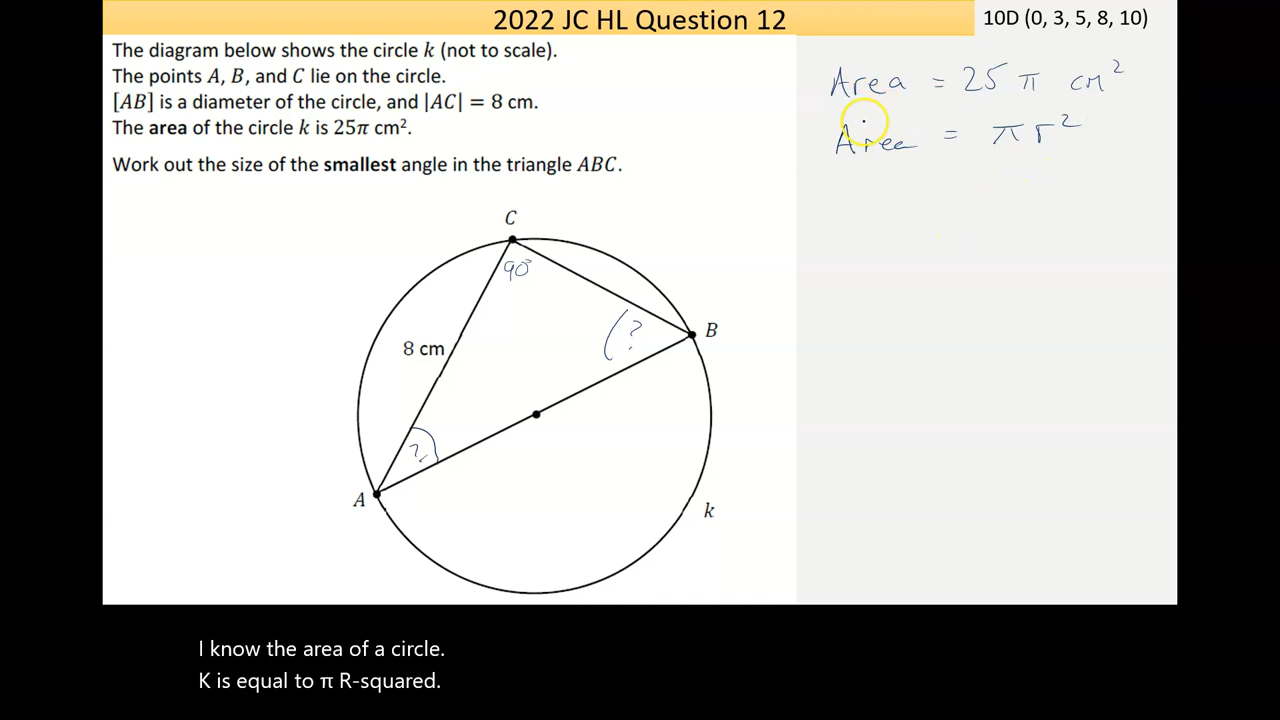 2022 JC HL Question 12
10D (0, 3, 5, 8, 10)
The diagram below shows the circle k (not to scale).
The points A, B, and C lie on the circle.
[AB] is a diameter of the circle, and |AC| = 8 cm.
The area of the circle k is 25π cm².
Work out the size of the smallest angle in the triangle ABC.
Area = 25 π cm²
Area = π r²
C
90°
?
B
8 cm
?
A
k
I know the area of a circle.
K is equal to π R-squared.